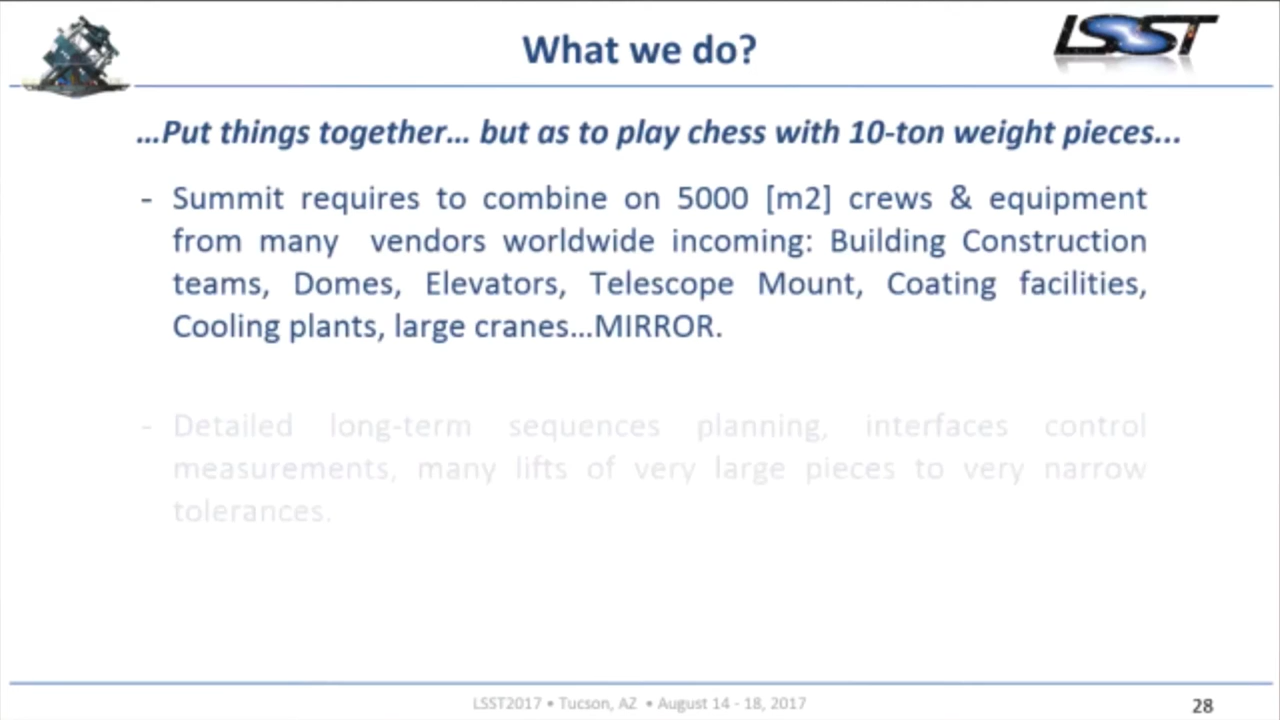 What we do?
LSST
…Put things together… but as to play chess with 10-ton weight pieces...
- Summit requires to combine on 5000 [m2] crews & equipment
from many vendors worldwide incoming: Building Construction
teams, Domes, Elevators, Telescope Mount, Coating facilities,
Cooling plants, large cranes…MIRROR.
- Detailed long-term sequences planning, interfaces control
measurements, many lifts of very large pieces to very narrow
tolerances.
LSST2017 • Tucson, AZ • August 14 - 18, 2017
28